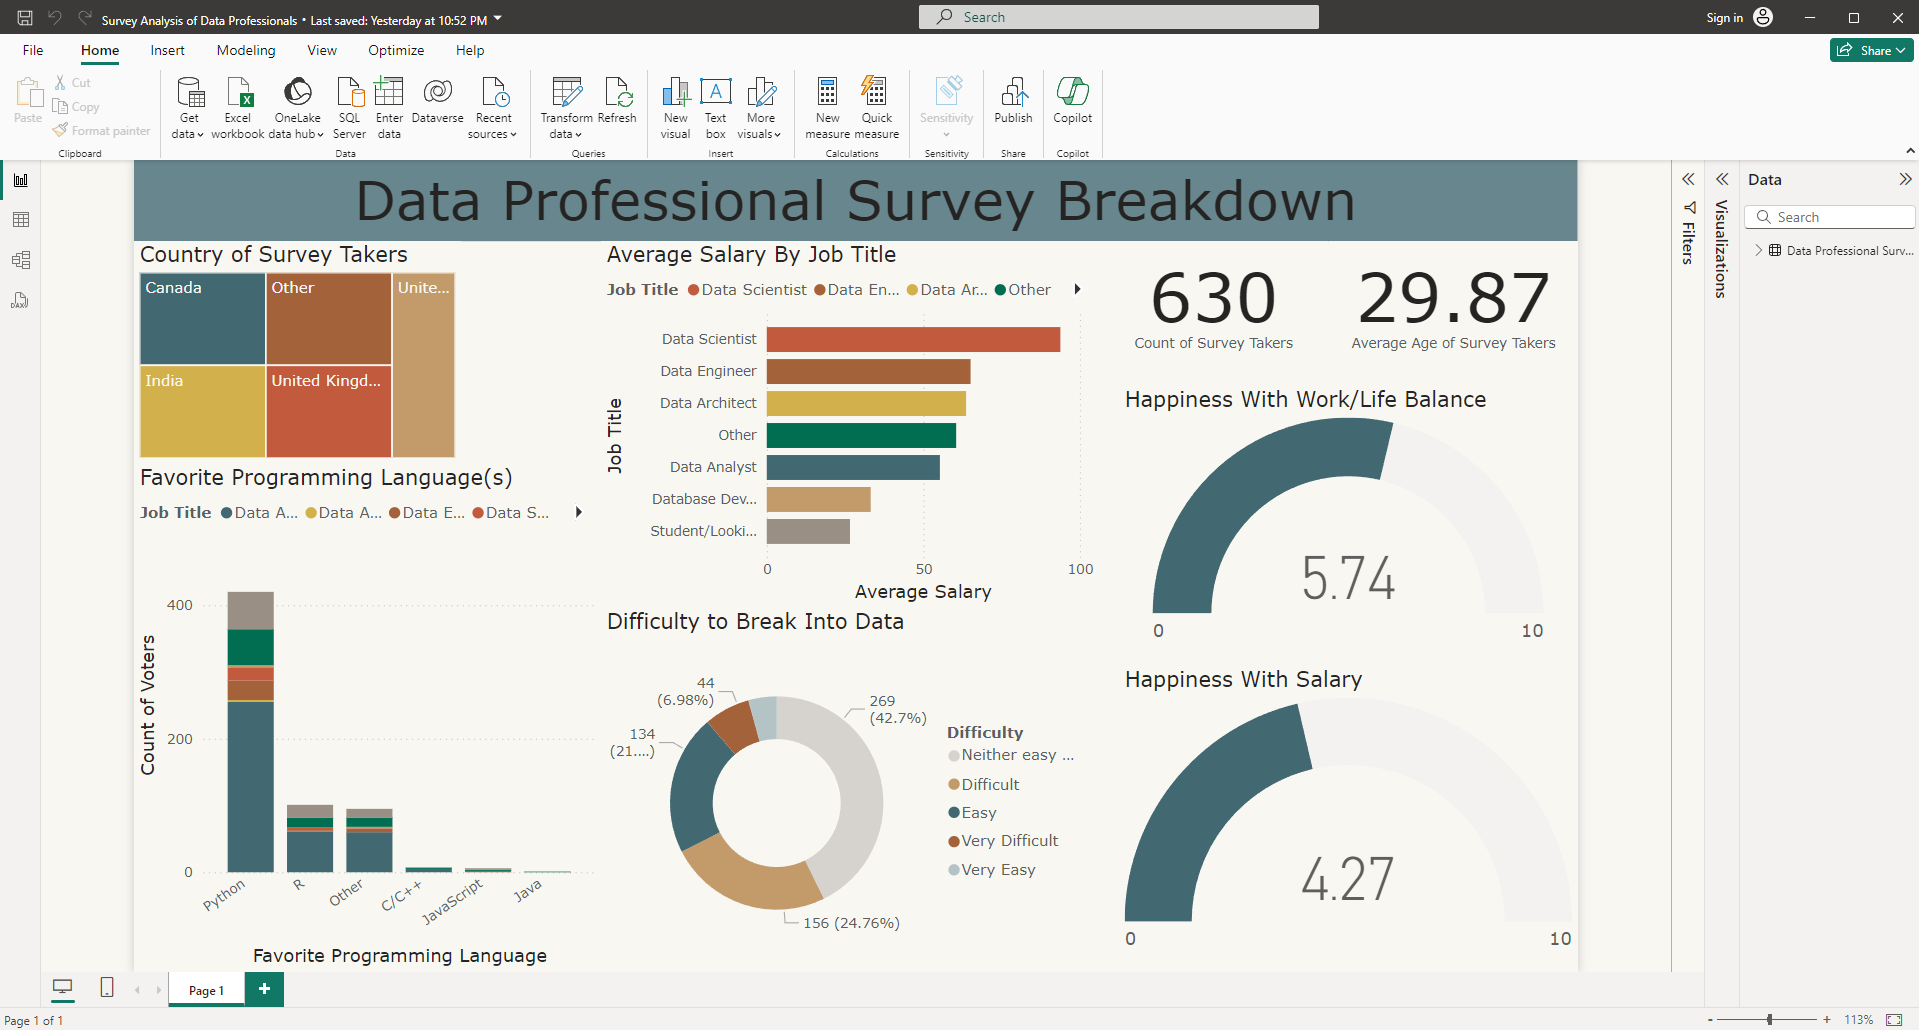 Survey Analysis of Data Professionals • Last saved: Yesterday at 10:52 PM
Search
Sign in
File
Home
Insert
Modeling
View
Optimize
Help
Share
Paste
Cut
Copy
Format painter
Clipboard
Get
data
Excel
workbook
OneLake
data hub
SQL
Server
Enter
data
Dataverse
Recent
sources
Data
Transform
data
Refresh
Queries
New
visual
Text
box
More
visuals
Insert
New
measure
Quick
measure
Calculations
Sensitivity
Sensitivity
Publish
Share
Copilot
Copilot
Data Professional Survey Breakdown
Country of Survey Takers
Canada
Other
Unite...
India
United Kingd...
Favorite Programming Language(s)
Job Title Data A... Data A... Data E... Data S...
Count of Voters
400
200
0
Python
R
Other
C/C++
JavaScript
Java
Favorite Programming Language
Average Salary By Job Title
Job Title Data Scientist Data En... Data Ar... Other
Job Title
Data Scientist
Data Engineer
Data Architect
Other
Data Analyst
Database Dev...
Student/Looki...
0 50 100
Average Salary
Difficulty to Break Into Data
44
(6.98%)
134
(21....)
269
(42.7%)
156 (24.76%)
Difficulty
Neither easy ...
Difficult
Easy
Very Difficult
Very Easy
630
Count of Survey Takers
29.87
Average Age of Survey Takers
Happiness With Work/Life Balance
5.74
0 10
Happiness With Salary
4.27
0 10
Filters
Visualizations
Data
Search
Data Professional Surv...
Page 1
Page 1 of 1
113%